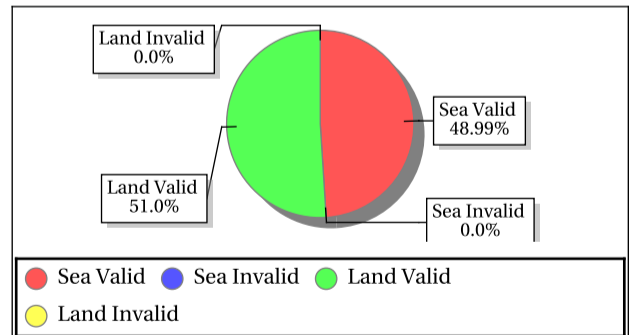 Land Invalid
0.0%
Sea Valid
48.99%
Land Valid
51.0%
Sea Invalid
0.0%
Sea Valid Sea Invalid Land Valid
Land Invalid